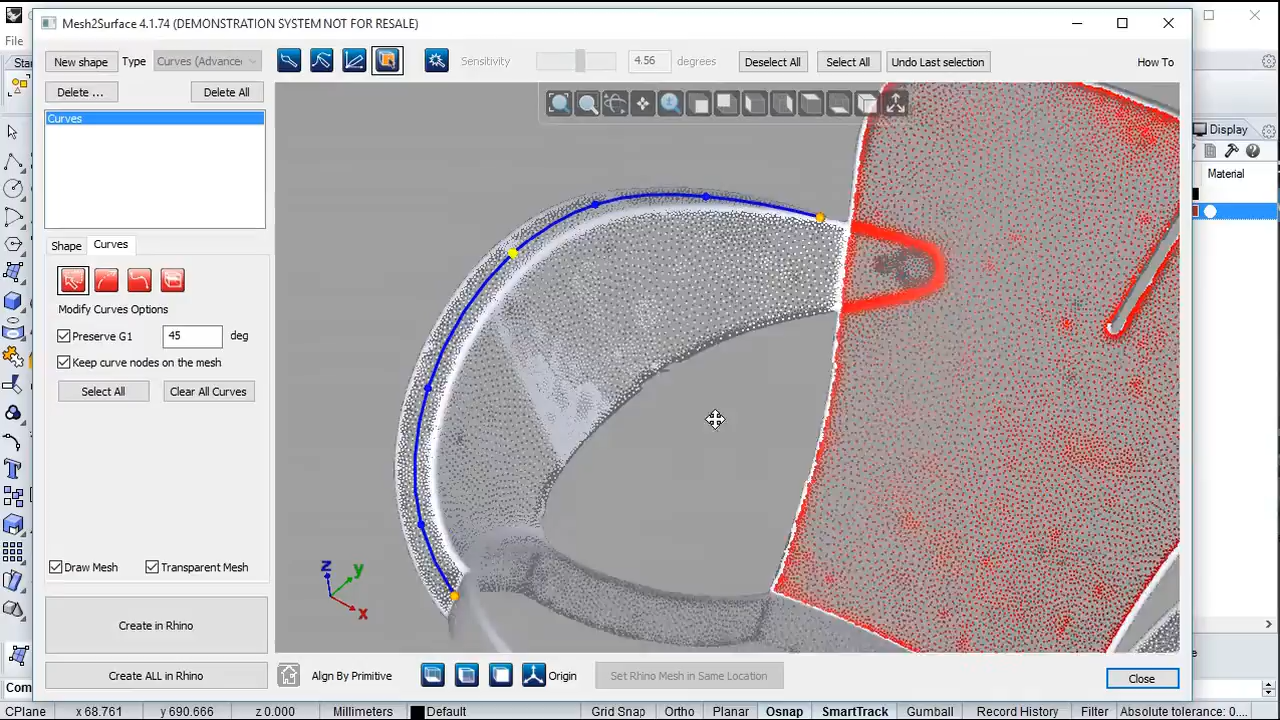 Mesh2Surface 4.1.74 (DEMONSTRATION SYSTEM NOT FOR RESALE)
File
New shape
Type
Curves (Advance
Sensitivity
4.56
degrees
Deselect All
Select All
Undo Last selection
How To
Delete ...
Delete All
Curves
Display
Material
Shape
Curves
Modify Curves Options
Preserve G1
45
deg
Keep curve nodes on the mesh
Select All
Clear All Curves
z
y
x
Draw Mesh
Transparent Mesh
Create in Rhino
Create ALL in Rhino
Align By Primitive
Origin
Set Rhino Mesh in Same Location
Close
Com
CPlane
x 68.761
y 690.666
z 0.000
Millimeters
Default
Grid Snap
Ortho
Planar
Osnap
SmartTrack
Gumball
Record History
Filter
Absolute tolerance: 0....